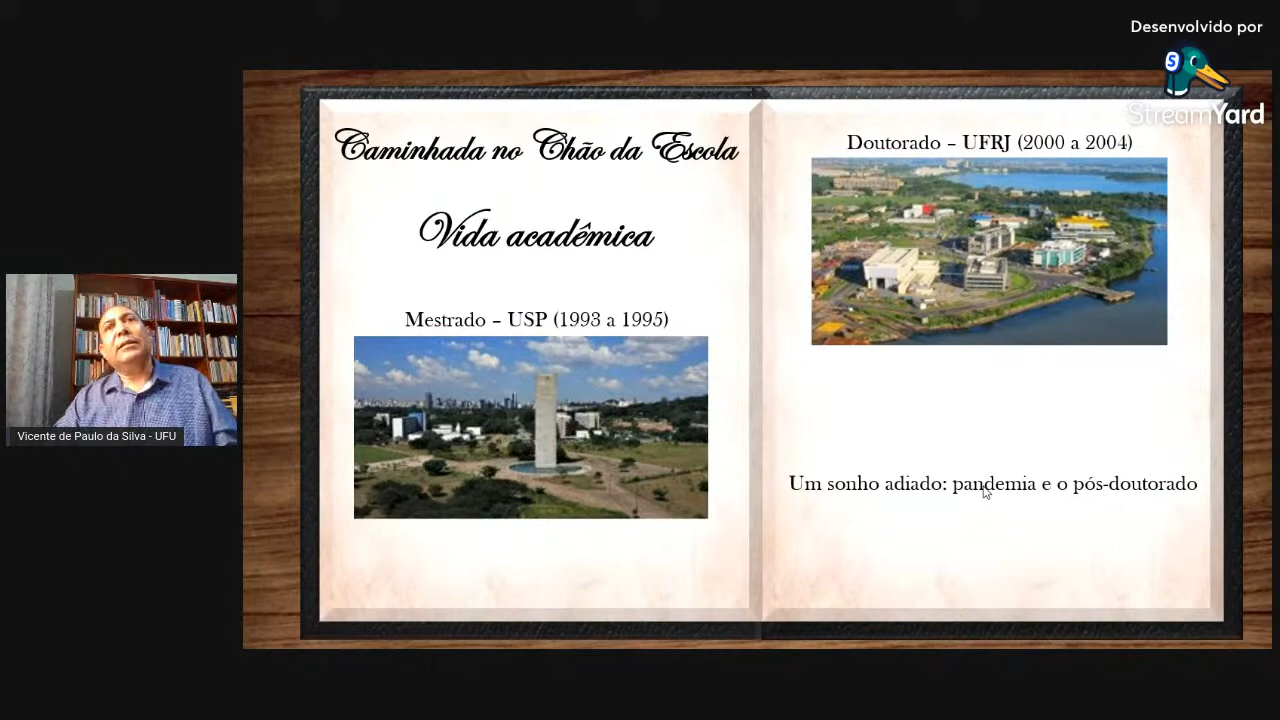 Desenvolvido por
StreamYard
Caminhada no Chão da Escola
Vida acadêmica
Mestrado – USP (1993 a 1995)
Doutorado – UFRJ (2000 a 2004)
Um sonho adiado: pandemia e o pós-doutorado
Vicente de Paulo da Silva - UFU